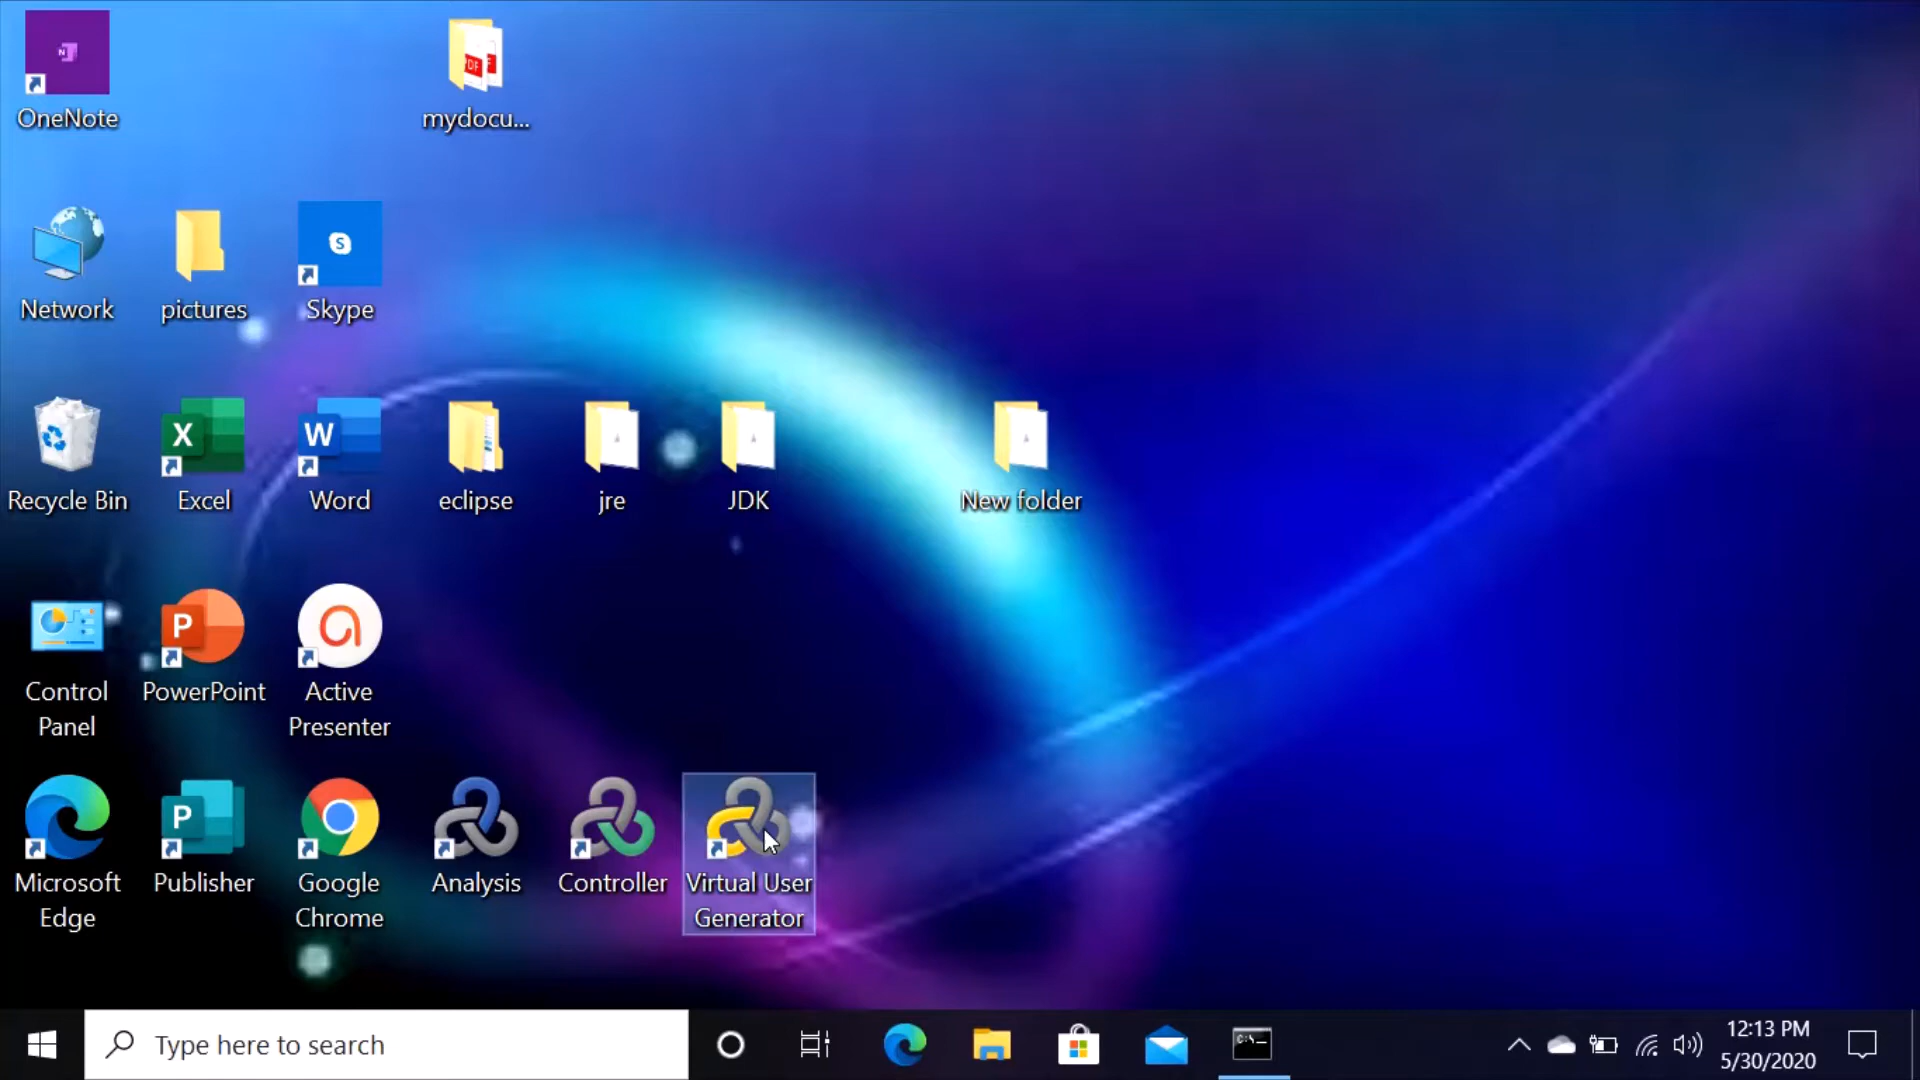 OneNote
mydocu...
Network
pictures
Skype
Recycle Bin
Excel
Word
eclipse
jre
JDK
New folder
Control
Panel
PowerPoint
Active
Presenter
Microsoft
Edge
Publisher
Google
Chrome
Analysis
Controller
Virtual User
Generator
Type here to search
12:13 PM
5/30/2020